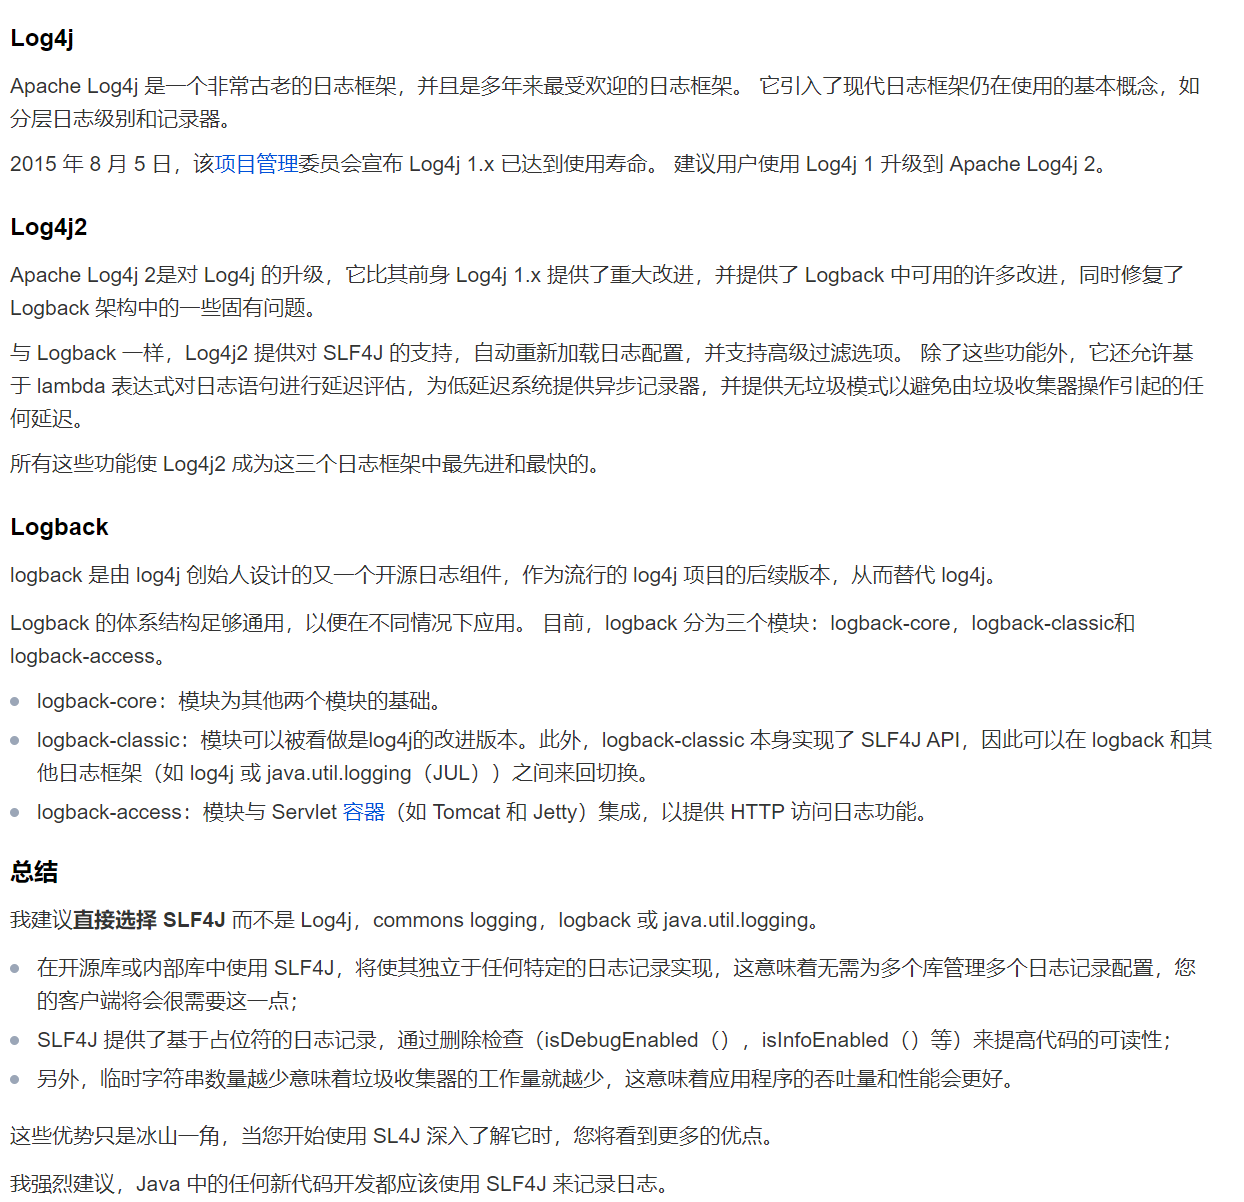 Log4j
Apache Log4j 是一个非常古老的日志框架，并且是多年来最受欢迎的日志框架。 它引入了现代日志框架仍在使用的基本概念，如
分层日志级别和记录器。
2015 年 8 月 5 日，该项目管理委员会宣布 Log4j 1.x 已达到使用寿命。 建议用户使用 Log4j 1 升级到 Apache Log4j 2。
Log4j2
Apache Log4j 2是对 Log4j 的升级，它比其前身 Log4j 1.x 提供了重大改进，并提供了 Logback 中可用的许多改进，同时修复了
Logback 架构中的一些固有问题。
与 Logback 一样，Log4j2 提供对 SLF4J 的支持，自动重新加载日志配置，并支持高级过滤选项。 除了这些功能外，它还允许基
于 lambda 表达式对日志语句进行延迟评估，为低延迟系统提供异步记录器，并提供无垃圾模式以避免由垃圾收集器操作引起的任
何延迟。
所有这些功能使 Log4j2 成为这三个日志框架中最先进和最快的。
Logback
logback 是由 log4j 创始人设计的又一个开源日志组件，作为流行的 log4j 项目的后续版本，从而替代 log4j。
Logback 的体系结构足够通用，以便在不同情况下应用。 目前，logback 分为三个模块：logback-core，logback-classic和
logback-access。
logback-core：模块为其他两个模块的基础。
logback-classic：模块可以被看做是log4j的改进版本。此外，logback-classic 本身实现了 SLF4J API，因此可以在 logback 和其
他日志框架（如 log4j 或 java.util.logging（JUL））之间来回切换。
logback-access：模块与 Servlet 容器（如 Tomcat 和 Jetty）集成，以提供 HTTP 访问日志功能。
总结
我建议直接选择 SLF4J 而不是 Log4j，commons logging，logback 或 java.util.logging。
在开源库或内部库中使用 SLF4J，将使其独立于任何特定的日志记录实现，这意味着无需为多个库管理多个日志记录配置，您
的客户端将会很需要这一点；
SLF4J 提供了基于占位符的日志记录，通过删除检查（isDebugEnabled（），isInfoEnabled（）等）来提高代码的可读性；
另外，临时字符串数量越少意味着垃圾收集器的工作量就越少，这意味着应用程序的吞吐量和性能会更好。
这些优势只是冰山一角，当您开始使用 SL4J 深入了解它时，您将看到更多的优点。
我强烈建议，Java 中的任何新代码开发都应该使用 SLF4J 来记录日志。